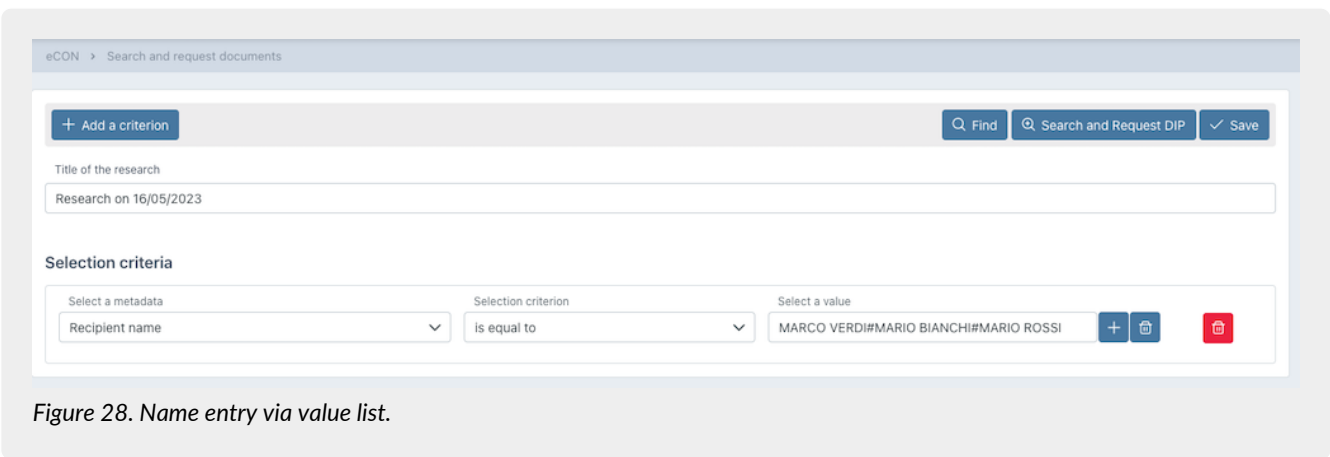 eCON > Search and request documents
+ Add a criterion Find Search and Request DIP Save
Title of the research
Research on 16/05/2023
Selection criteria
Select a metadata Selection criterion Select a value
Recipient name is equal to MARCO VERDI#MARIO BIANCHI#MARIO ROSSI
Figure 28. Name entry via value list.